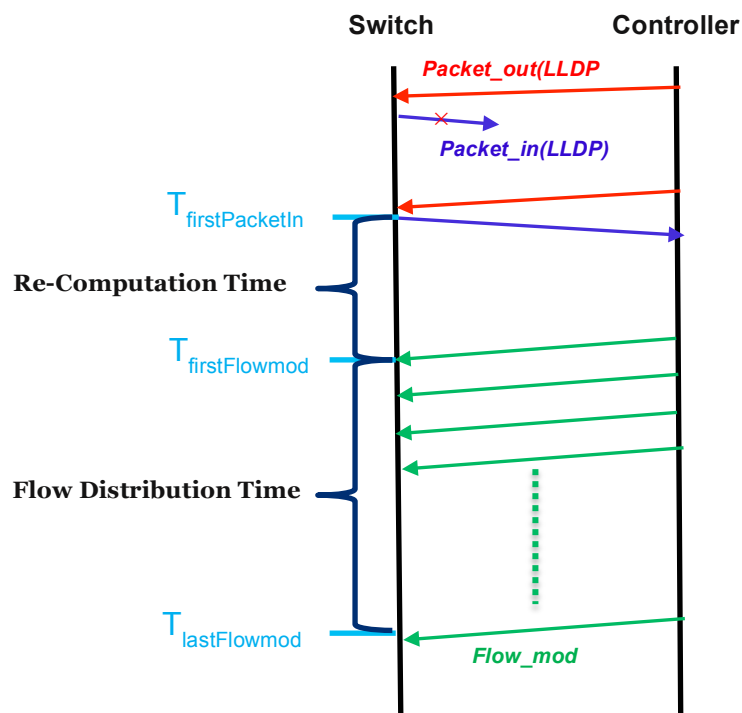 Switch
Controller
Packet_out(LLDP
Packet_in(LLDP)
TfirstPacketIn
Re-Computation Time
TfirstFlowmod
Flow Distribution Time
TlastFlowmod
Flow_mod